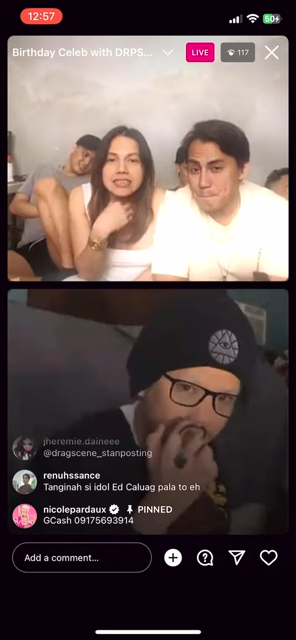 12:57
50
Birthday Celeb with DRPS...
LIVE
117
jheremie.daineee
@dragscene_stanposting
renuhssance
Tanginah si idol Ed Caluag pala to eh
nicolepardaux PINNED
GCash 09175693914
Add a comment...